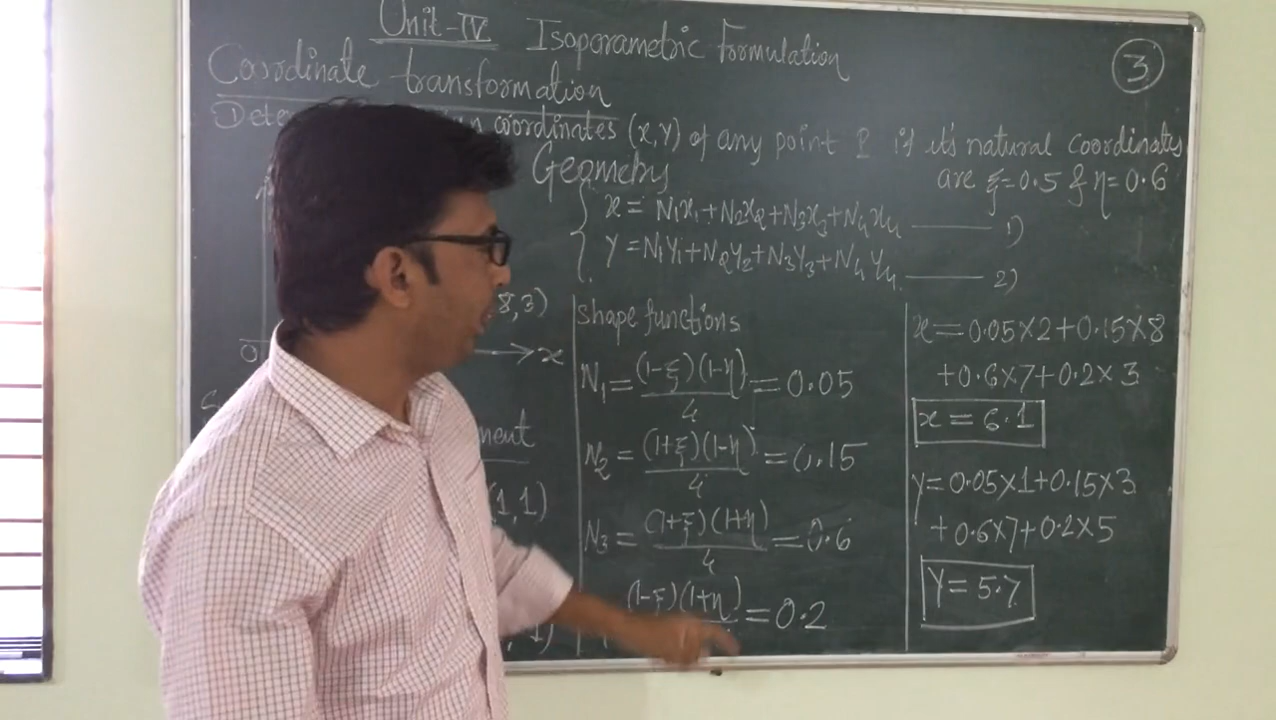 Unit-IV Isoparametric Formulation
3
Coordinate transformation
coordinates (x,y) of any point P if it's natural coordinates
are ξ=0.5 & η=0.6
Geometry
x = N1x1+N2x2+N3x3+N4x4 ——— 1)
Y = N1Y1+N2Y2+N3Y3+N4Y4 ——— 2)
8,3)
0
x
(1,1)
, 1)
shape functions
N1 = (1-ξ)(1-η)/4 = 0.05
N2 = (1+ξ)(1-η)/4 = 0.15
N3 = (1+ξ)(1+η)/4 = 0.6
(1-ξ)(1+η) = 0.2
x = 0.05×2+0.15×8
+0.6×7+0.2×3
x = 6.1
y = 0.05×1+0.15×3
+0.6×7+0.2×5
Y = 5.7